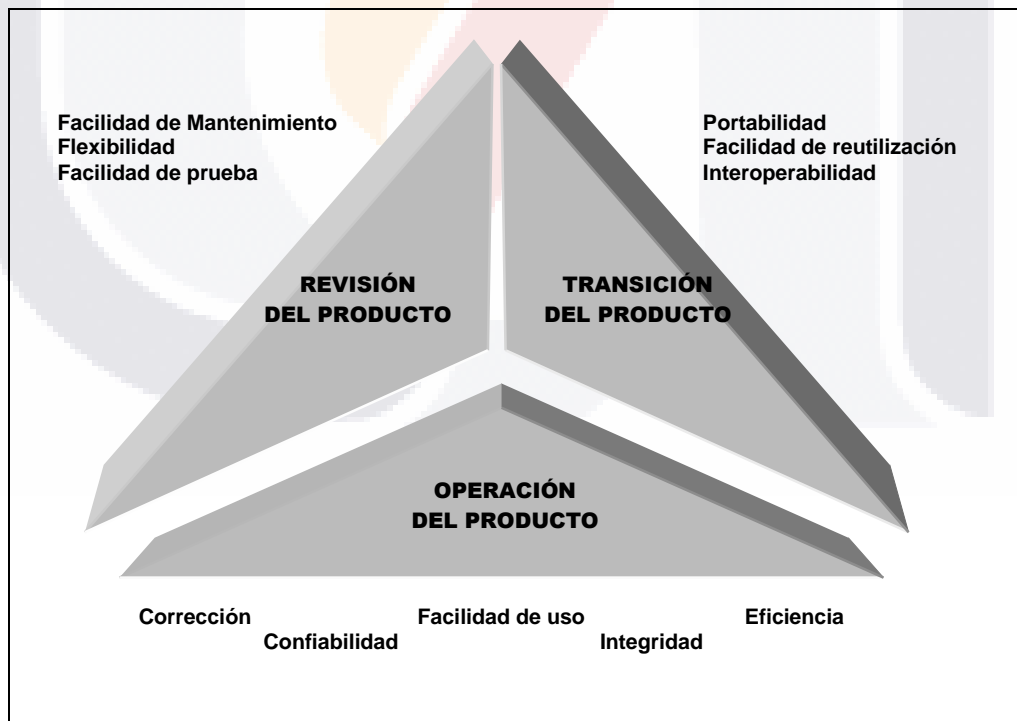 Facilidad de Mantenimiento
Flexibilidad
Facilidad de prueba
Portabilidad
Facilidad de reutilización
Interoperabilidad
REVISIÓN
DEL PRODUCTO
TRANSICIÓN
DEL PRODUCTO
OPERACIÓN
DEL PRODUCTO
Corrección Facilidad de uso Eficiencia
Confiabilidad Integridad